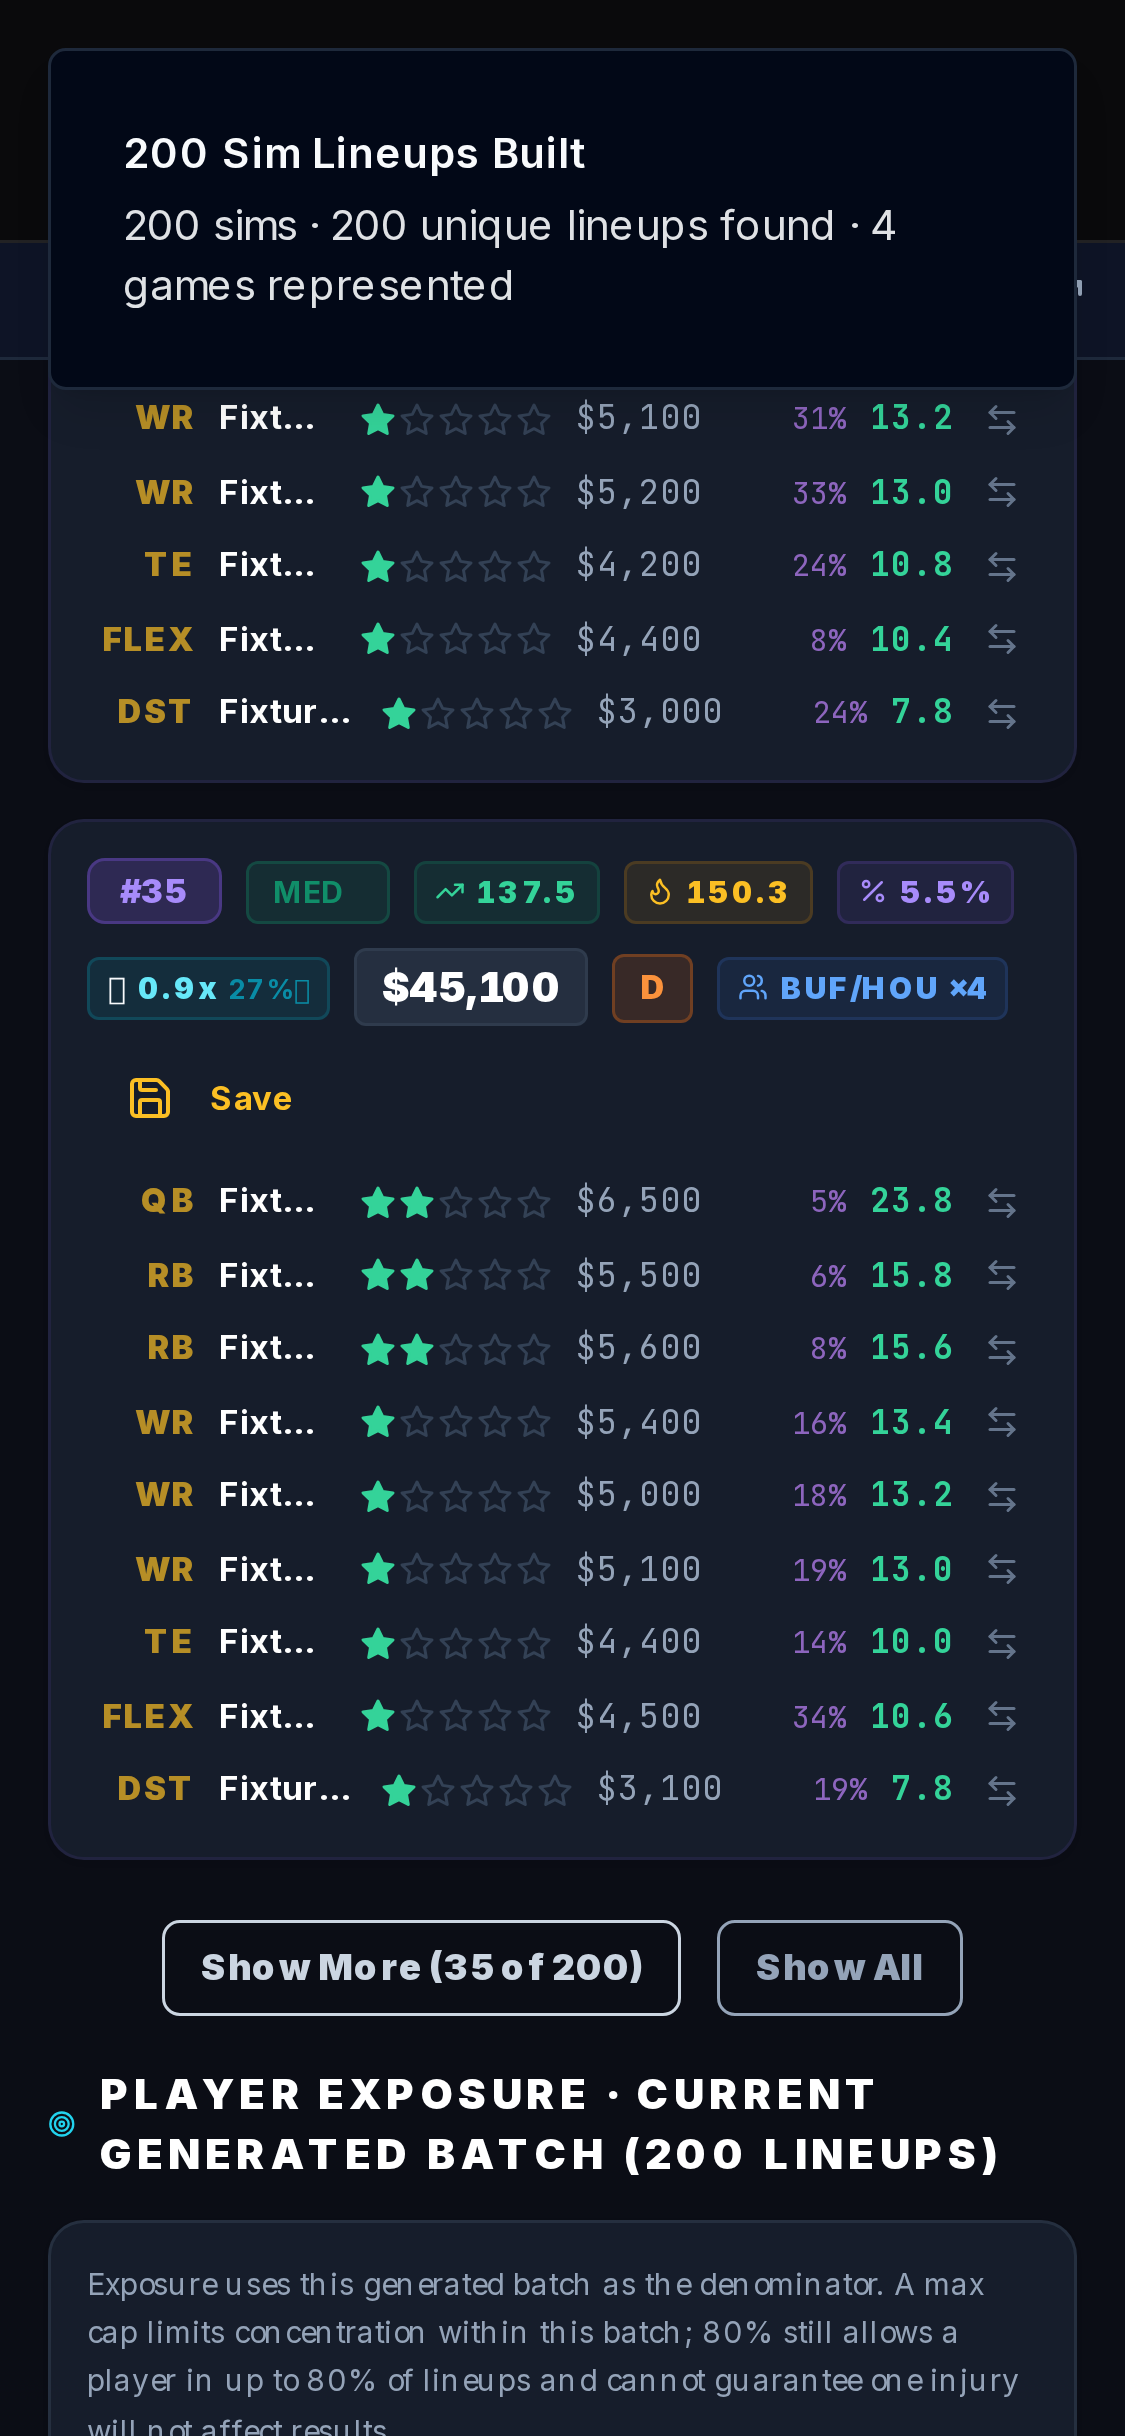 200 Sim Lineups Built
200 sims · 200 unique lineups found · 4
games represented
WR Fixt... $5,100 31% 13.2
WR Fixt... $5,200 33% 13.0
TE Fixt... $4,200 24% 10.8
FLEX Fixt... $4,400 8% 10.4
DST Fixtur... $3,000 24% 7.8
#35 MED 137.5 150.3 % 5.5%
0.9x 27% $45,100 D BUF/HOU ×4
Save
QB Fixt... $6,500 5% 23.8
RB Fixt... $5,500 6% 15.8
RB Fixt... $5,600 8% 15.6
WR Fixt... $5,400 16% 13.4
WR Fixt... $5,000 18% 13.2
WR Fixt... $5,100 19% 13.0
TE Fixt... $4,400 14% 10.0
FLEX Fixt... $4,500 34% 10.6
DST Fixtur... $3,100 19% 7.8
Show More (35 of 200) Show All
PLAYER EXPOSURE · CURRENT
GENERATED BATCH (200 LINEUPS)
Exposure uses this generated batch as the denominator. A max
cap limits concentration within this batch; 80% still allows a
player in up to 80% of lineups and cannot guarantee one injury
will not affect results.